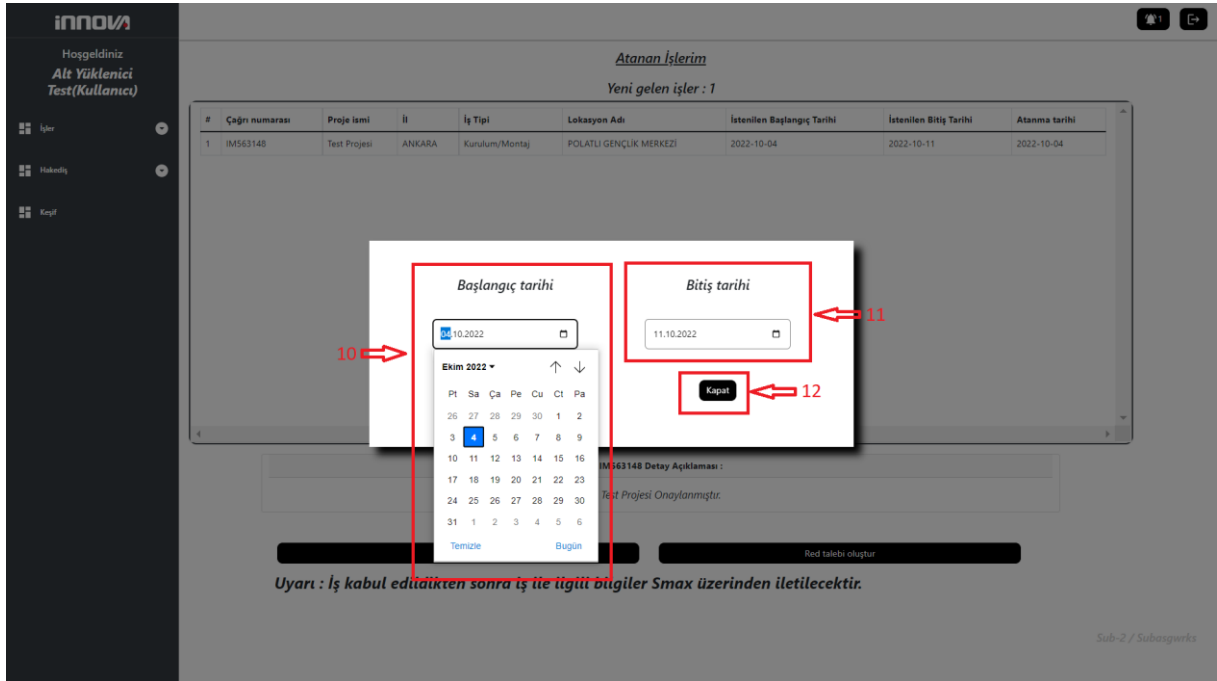 innova
1
Hoşgeldiniz
Alt Yüklenici
Test(Kullanıcı)
İşler
Hakediş
Keşif
Atanan İşlerim
Yeni gelen işler : 1
# Çağrı numarası Proje ismi İl İş Tipi Lokasyon Adı İstenilen Başlangıç Tarihi İstenilen Bitiş Tarihi Atanma tarihi
1 IM563148 Test Projesi ANKARA Kurulum/Montaj POLATLI GENÇLİK MERKEZİ 2022-10-04 2022-10-11 2022-10-04
Başlangıç tarihi
04.10.2022
10
Ekim 2022
Pt Sa Ça Pe Cu Ct Pa
26 27 28 29 30 1 2
3 4 5 6 7 8 9
10 11 12 13 14 15 16
17 18 19 20 21 22 23
24 25 26 27 28 29 30
31 1 2 3 4 5 6
Temizle Bugün
Bitiş tarihi
11.10.2022
11
Kapat
12
IM563148 Detay Açıklaması :
Test Projesi Onaylanmıştır.
Red talebi oluştur
Uyarı : İş kabul edildikten sonra iş ile ilgili bilgiler Smax üzerinden iletilecektir.
Sub-2 / Subasgwerks